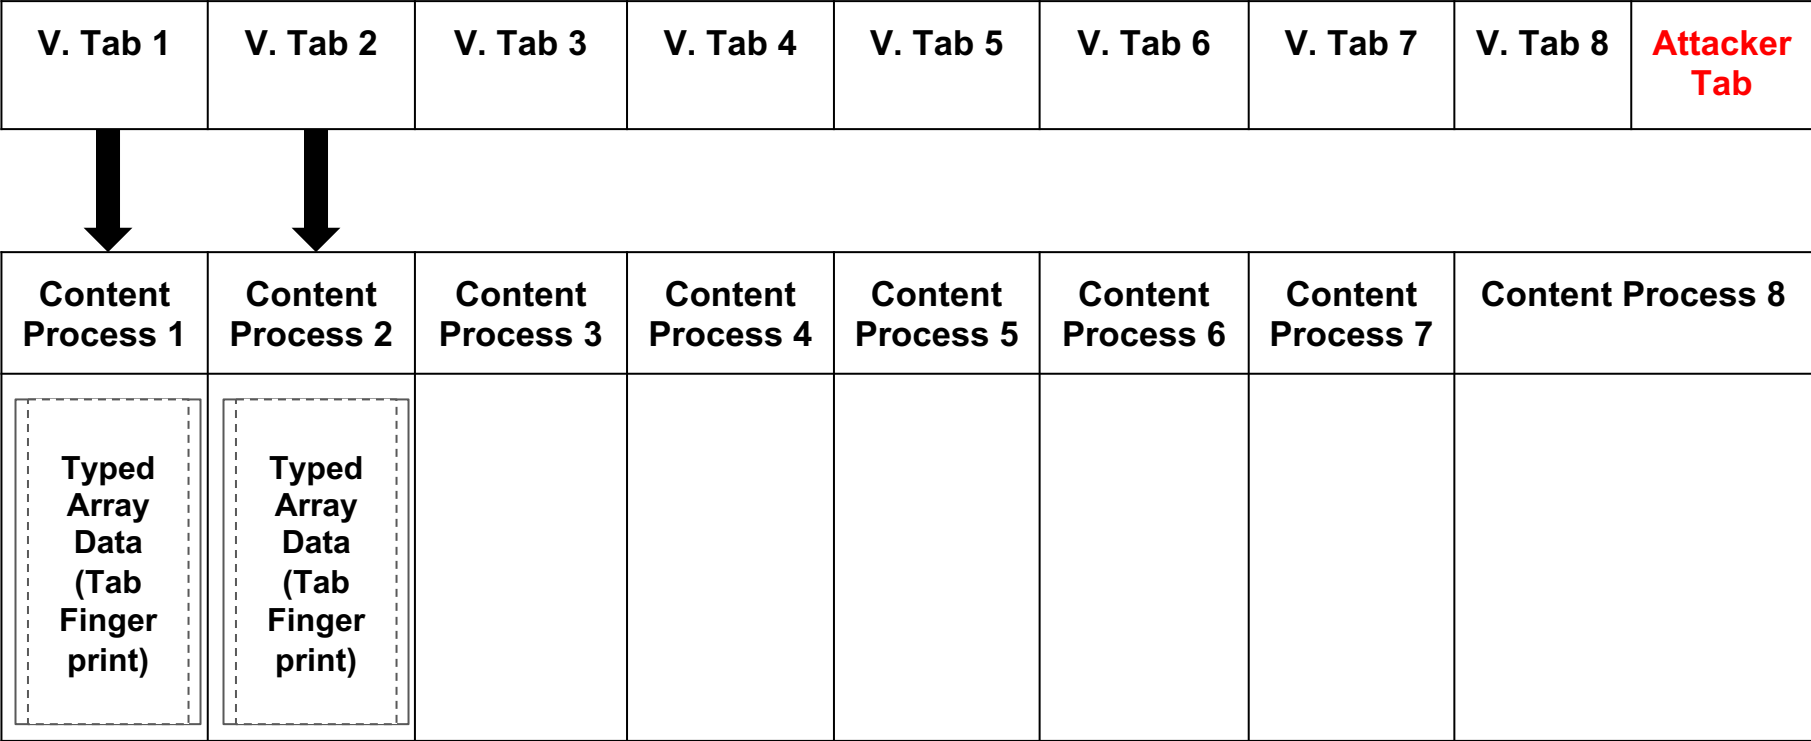 V. Tab 1
V. Tab 2
V. Tab 3
V. Tab 4
V. Tab 5
V. Tab 6
V. Tab 7
V. Tab 8
Attacker
Tab
Content
Process 1
Content
Process 2
Content
Process 3
Content
Process 4
Content
Process 5
Content
Process 6
Content
Process 7
Content Process 8
Typed
Array
Data
(Tab
Finger
print)
Typed
Array
Data
(Tab
Finger
print)